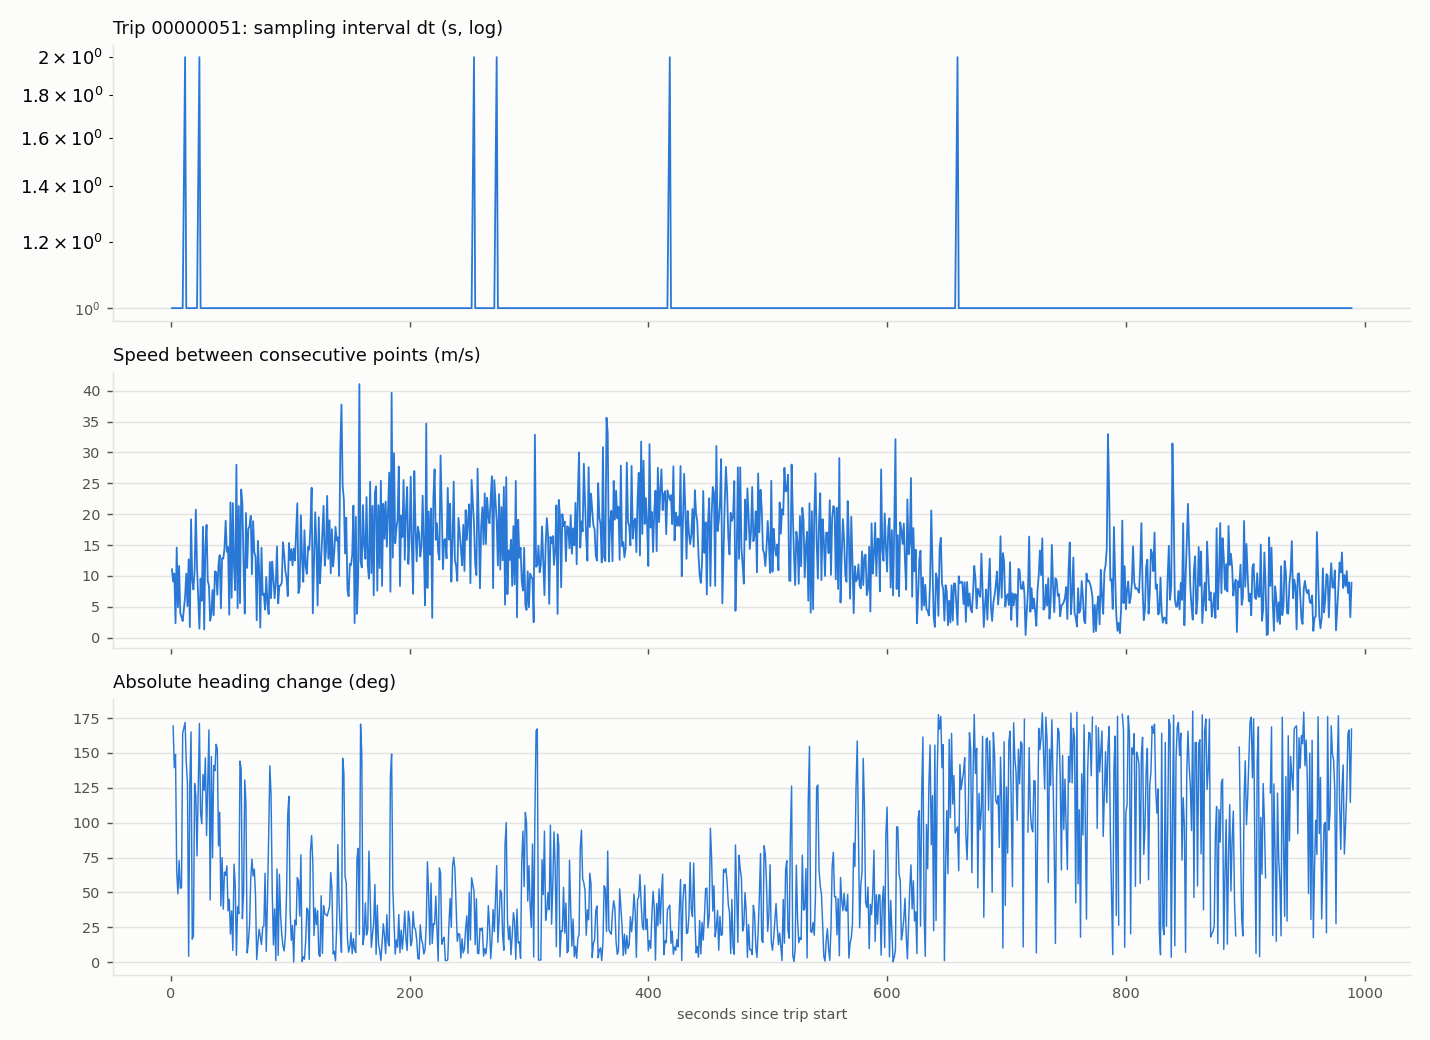 Trip 00000051: sampling interval dt (s, log)
2 × 10⁰
1.8 × 10⁰
1.6 × 10⁰
1.4 × 10⁰
1.2 × 10⁰
10⁰
Speed between consecutive points (m/s)
40
35
30
25
20
15
10
5
0
Absolute heading change (deg)
175
150
125
100
75
50
25
0
0 200 400 600 800 1000
seconds since trip start